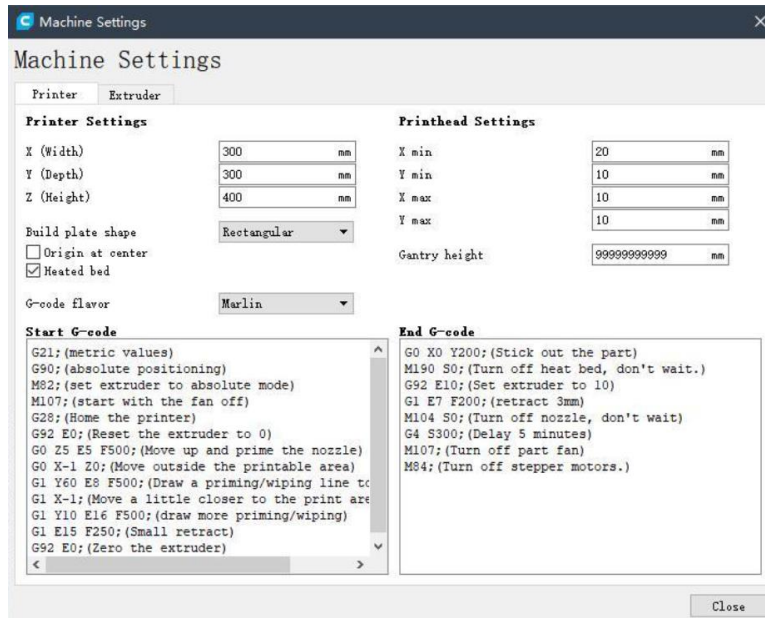 Machine Settings
Machine Settings
Printer
Extruder
Printer Settings
X (Width)
300 mm
Y (Depth)
300 mm
Z (Height)
400 mm
Build plate shape
Rectangular
Origin at center
Heated bed
G-code flavor
Marlin
Printhead Settings
X min
20 mm
Y min
10 mm
X max
10 mm
Y max
10 mm
Gantry height
99999999999 mm
Start G-code
G21;(metric values)
G90;(absolute positioning)
M82;(set extruder to absolute mode)
M107;(start with the fan off)
G28;(Home the printer)
G92 E0;(Reset the extruder to 0)
G0 Z5 E5 F500;(Move up and prime the nozzle)
G0 X-1 Z0;(Move outside the printable area)
G1 Y60 E8 F500;(Draw a priming/wiping line to
G1 X-1;(Move a little closer to the print are
G1 Y10 E16 F500;(draw more priming/wiping)
G1 E15 F250;(Small retract)
G92 E0;(Zero the extruder)
End G-code
G0 X0 Y200;(Stick out the part)
M190 S0;(Turn off heat bed, don't wait.)
G92 E10;(Set extruder to 10)
G1 E7 F200;(retract 3mm)
M104 S0;(Turn off nozzle, don't wait)
G4 S300;(Delay 5 minutes)
M107;(Turn off part fan)
M84;(Turn off stepper motors.)
Close